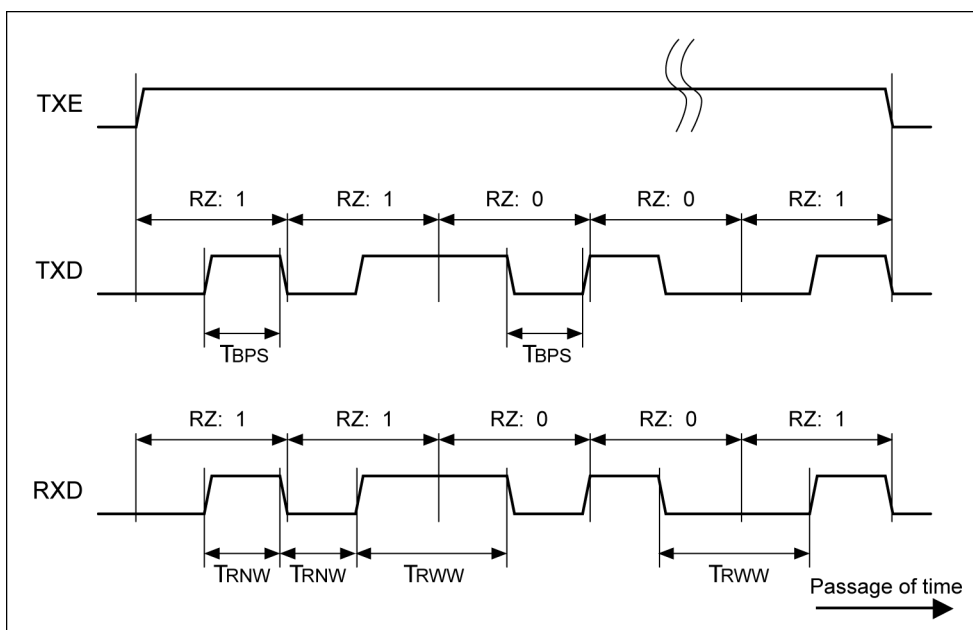 TXE
RZ: 1 RZ: 1 RZ: 0 RZ: 0 RZ: 1
TXD
TBPS TBPS
RZ: 1 RZ: 1 RZ: 0 RZ: 0 RZ: 1
RXD
TRNW TRNW TRWW TRWW
Passage of time